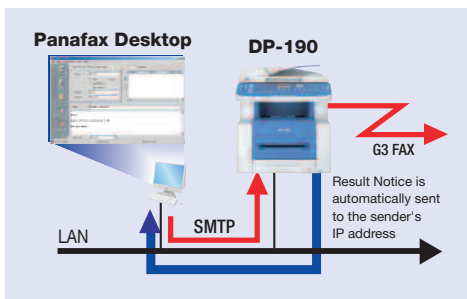 Panafax Desktop
DP-190
G3 FAX
Result Notice is
automatically sent
to the sender's
IP address
SMTP
LAN